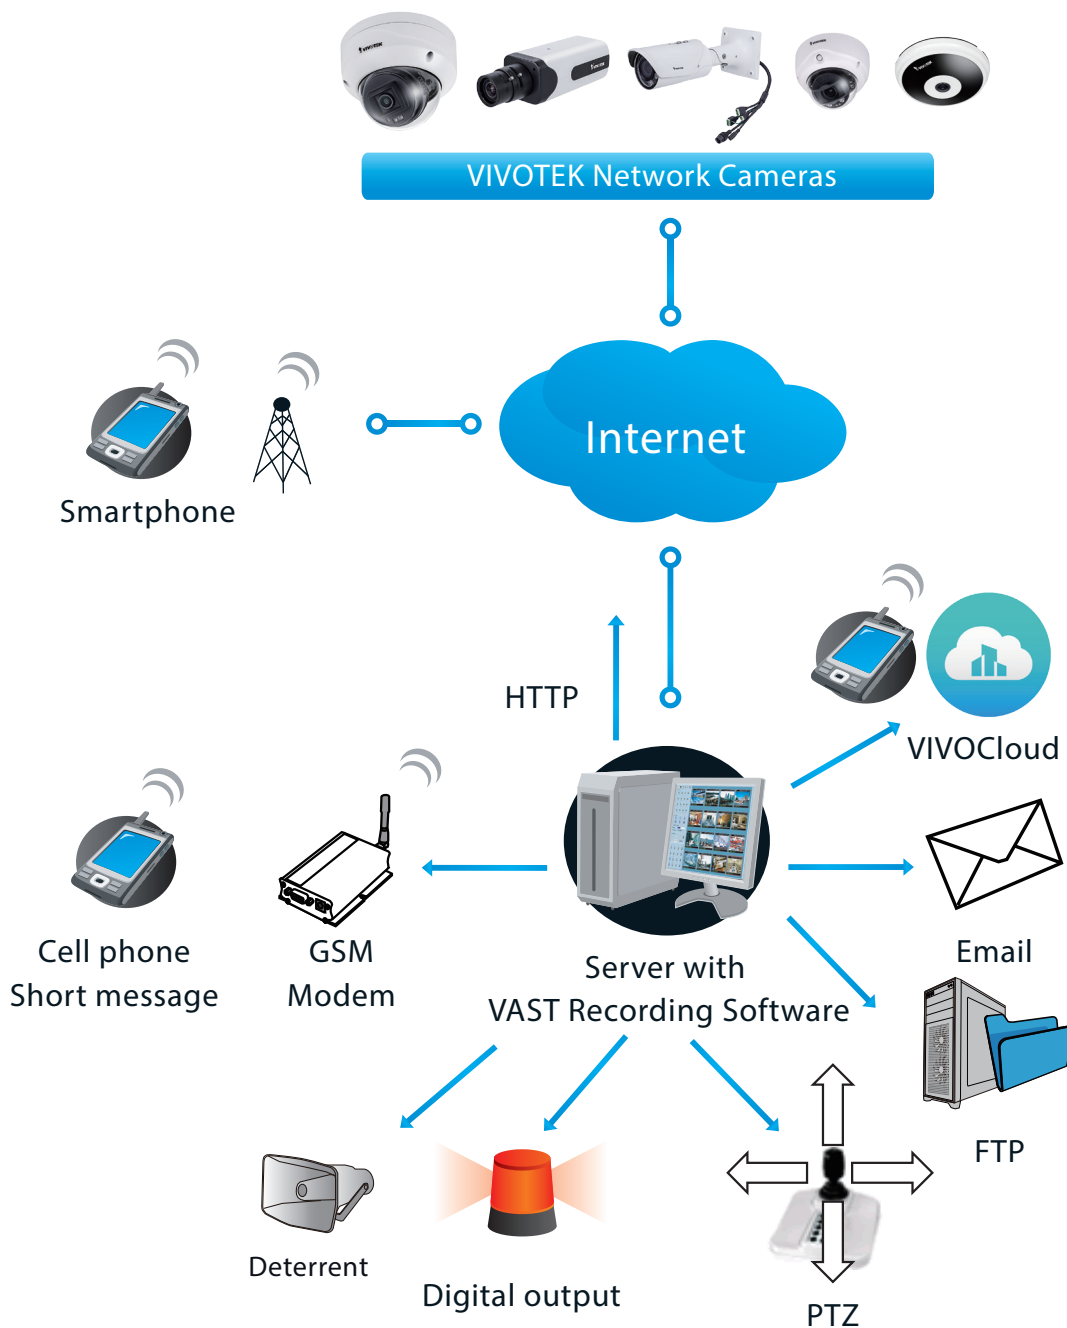 VIVOTEK
VIVOTEK Network Cameras
Internet
Smartphone
HTTP
VIVOCloud
Cell phone
Short message
GSM
Modem
Server with
VAST Recording Software
Email
FTP
Deterrent
Digital output
PTZ